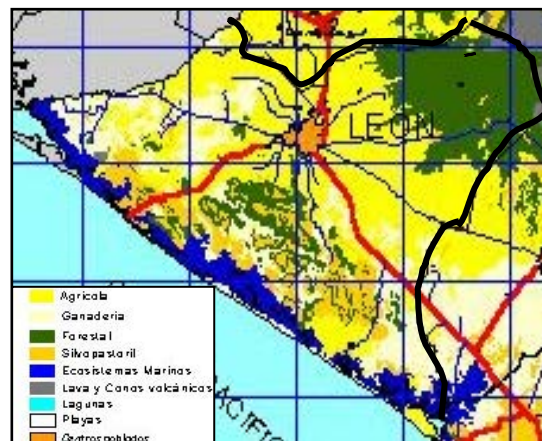 LEON
Agricola
Ganaderia
Forestal
Silvopastoril
Ecosistemas Marinos
Lava y Conos volcánicos
Lagunas
Playas
Centros poblados